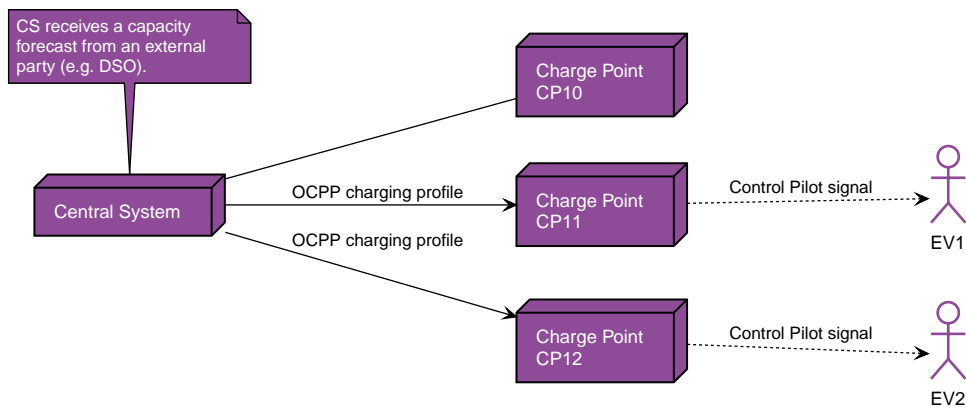 CS receives a capacity
forecast from an external
party (e.g. DSO).
Charge Point
CP10
Central System
OCPP charging profile
Charge Point
CP11
Control Pilot signal
EV1
OCPP charging profile
Charge Point
CP12
Control Pilot signal
EV2